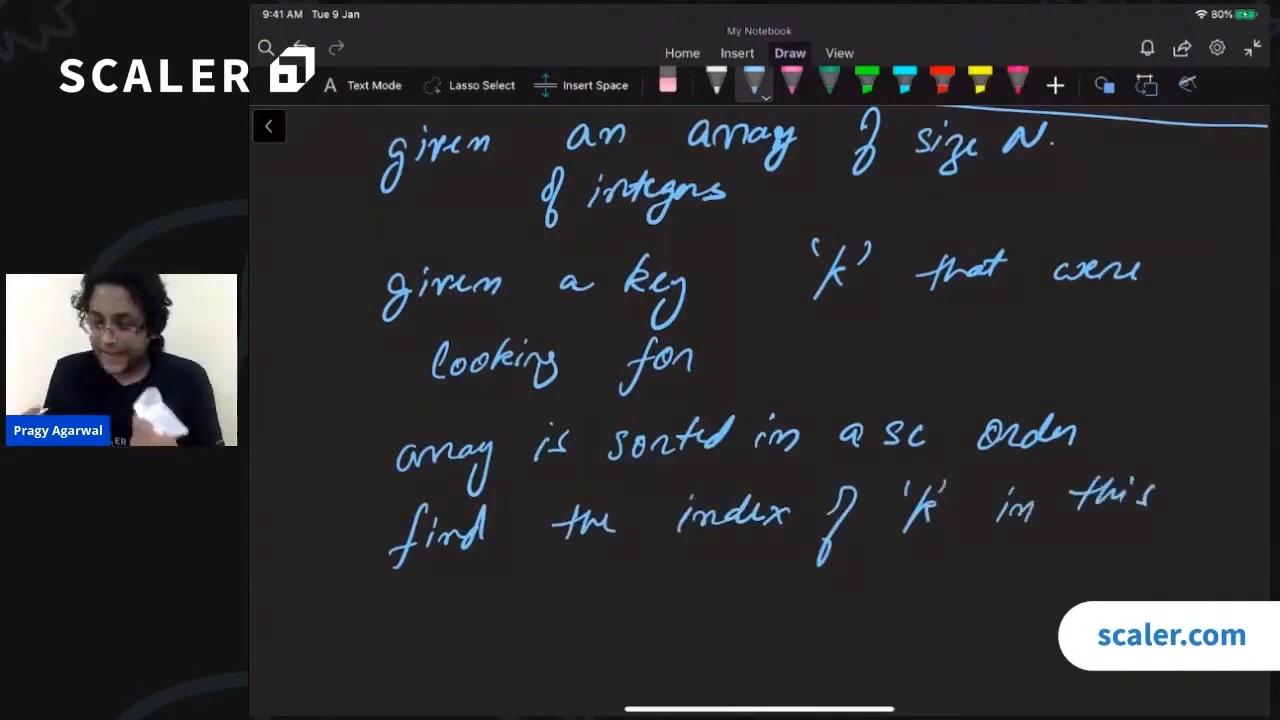 9:41 AM Tue 9 Jan
80%
My Notebook
Home Insert Draw View
SCALER
Text Mode Lasso Select Insert Space
given an array of size N.
of integers
given a key 'k' that were
looking for
array is sorted in asc order
find the index of 'k' in this
Pragy Agarwal
scaler.com